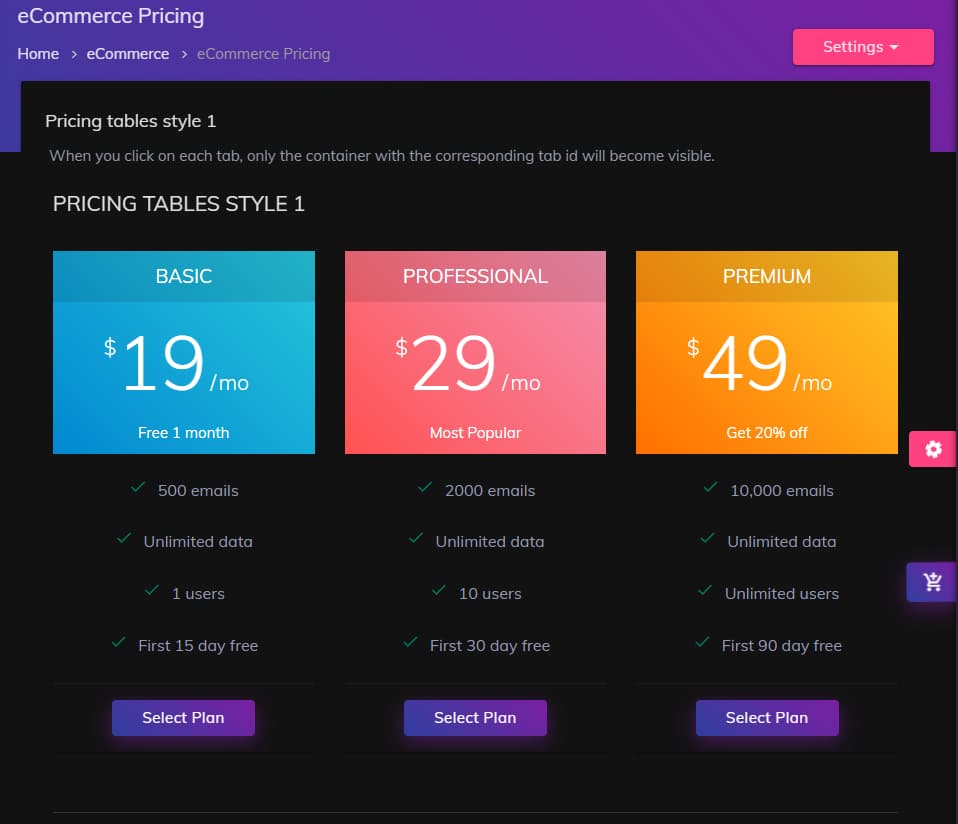 eCommerce Pricing
Home > eCommerce > eCommerce Pricing
Settings
Pricing tables style 1
When you click on each tab, only the container with the corresponding tab id will become visible.
PRICING TABLES STYLE 1
BASIC
$19/mo
Free 1 month
500 emails
Unlimited data
1 users
First 15 day free
Select Plan
PROFESSIONAL
$29/mo
Most Popular
2000 emails
Unlimited data
10 users
First 30 day free
Select Plan
PREMIUM
$49/mo
Get 20% off
10,000 emails
Unlimited data
Unlimited users
First 90 day free
Select Plan